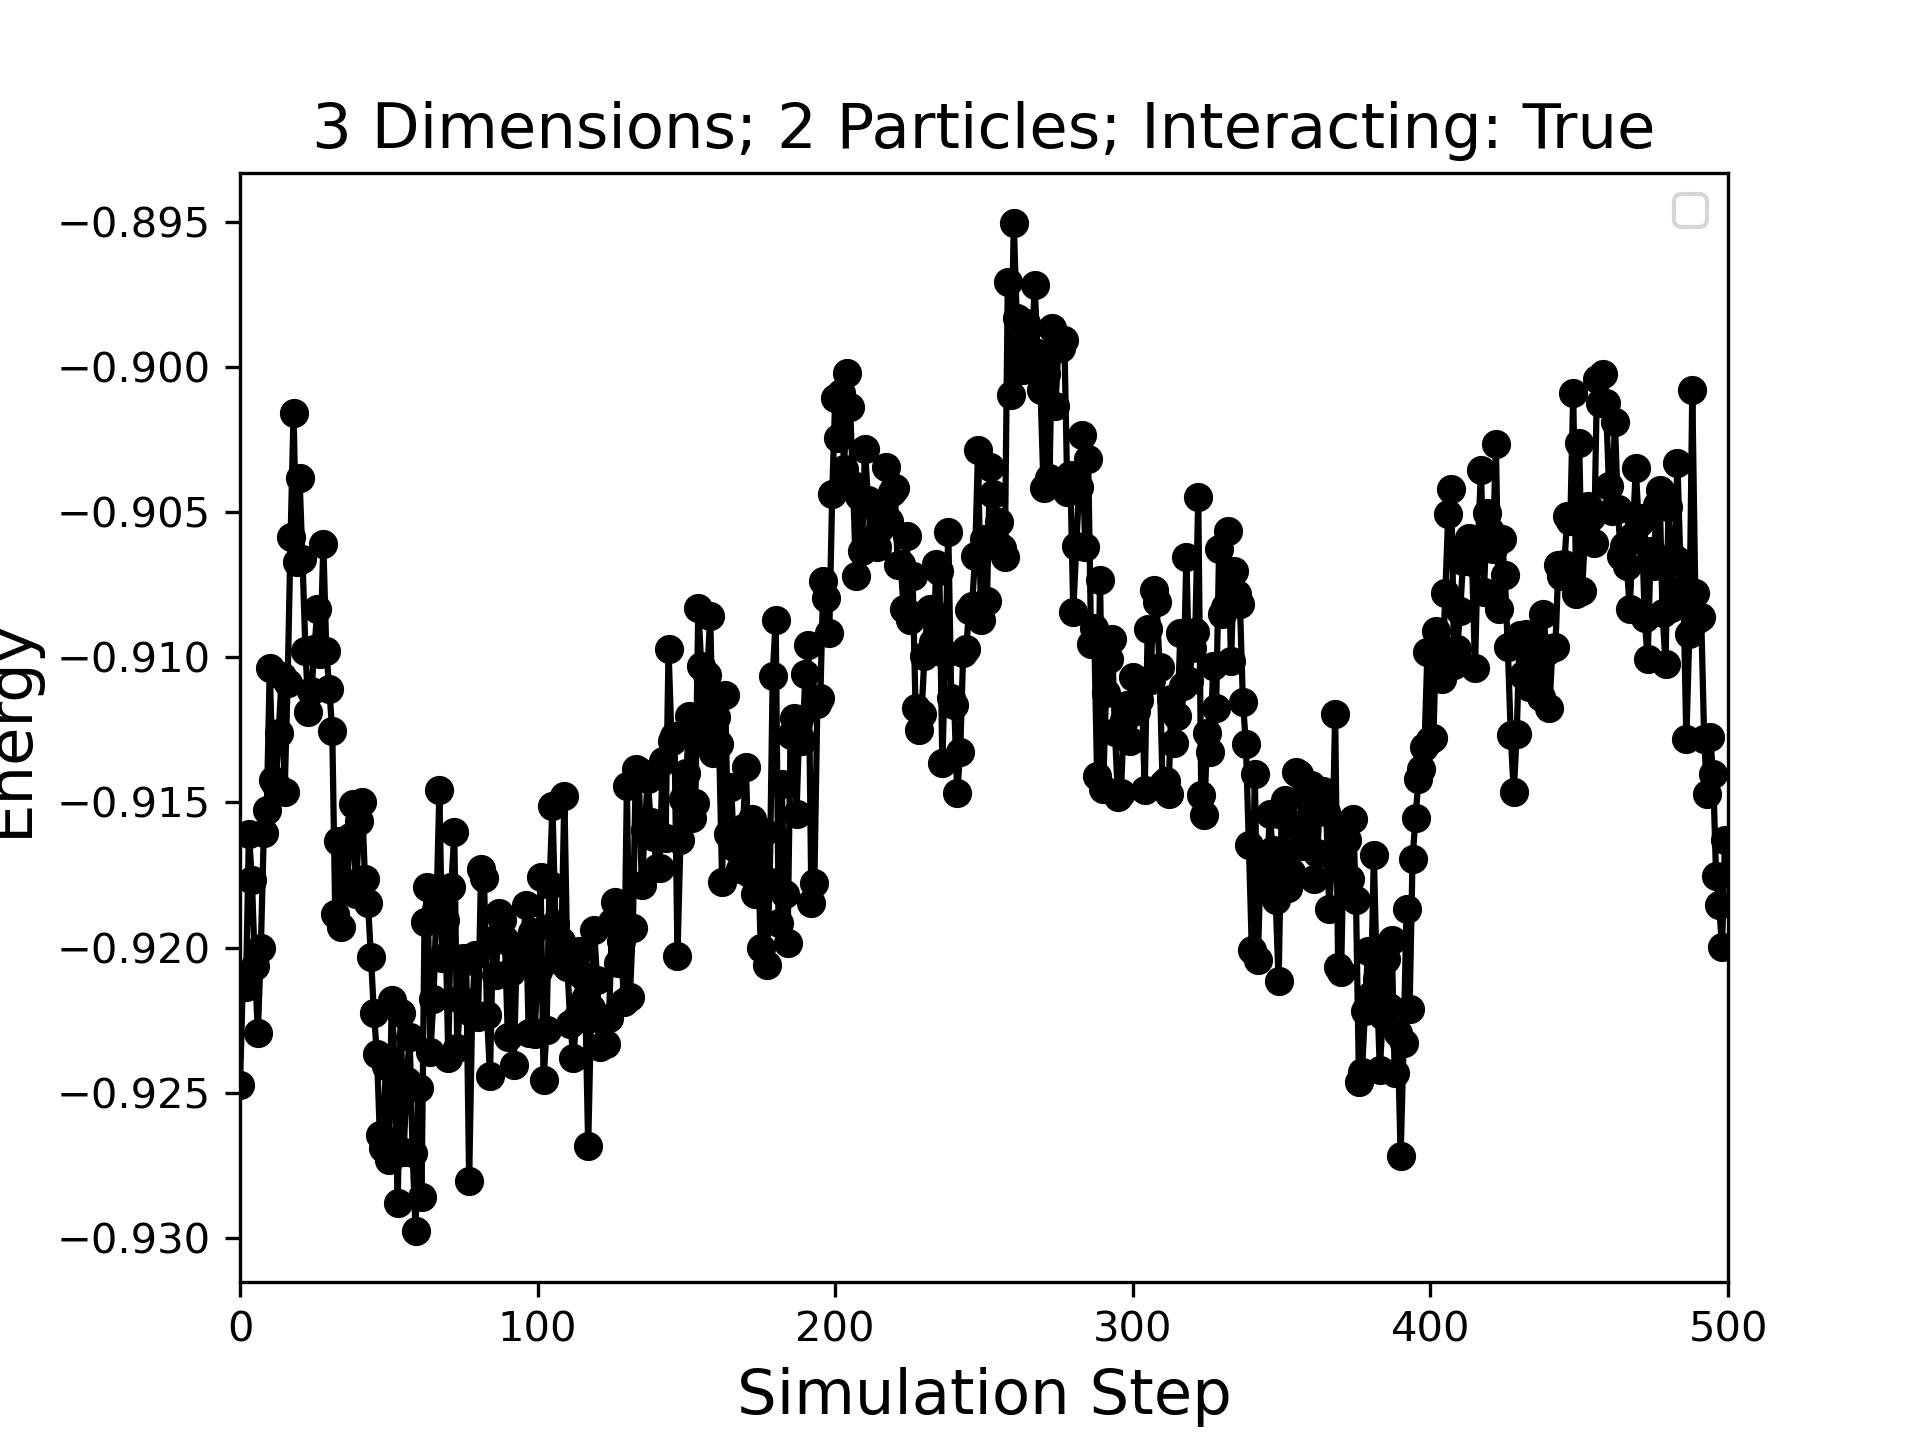 3 Dimensions; 2 Particles; Interacting: True
−0.895
−0.900
−0.905
−0.910
−0.915
−0.920
−0.925
−0.930
Energy
0 100 200 300 400 500
Simulation Step